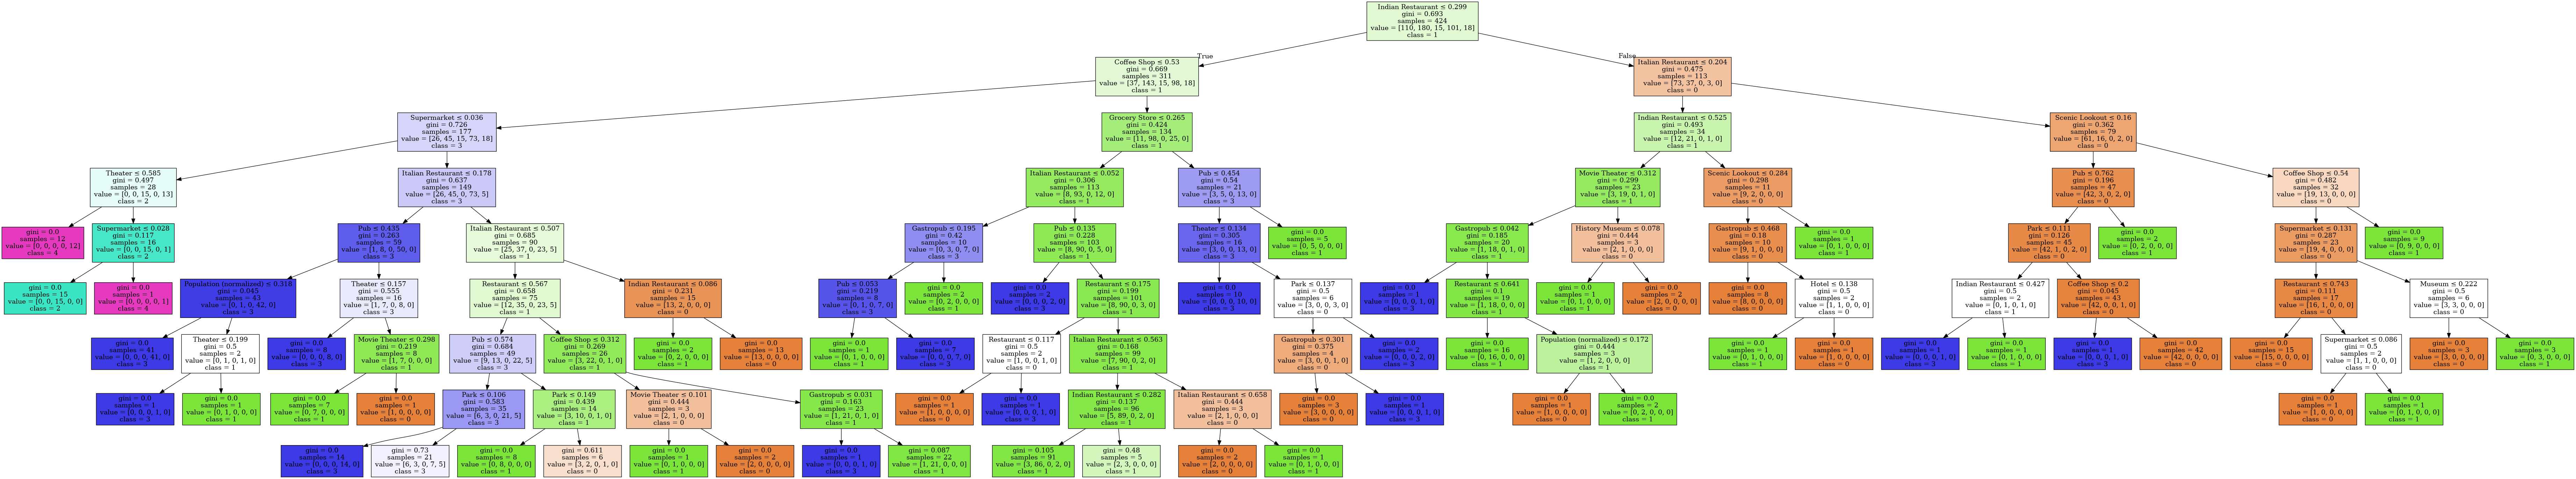 Indian Restaurant ≤ 0.299
gini = 0.693
samples = 424
value = [110, 180, 15, 101, 18]
class = 1
True
False
Coffee Shop ≤ 0.53
gini = 0.669
samples = 311
value = [37, 143, 15, 98, 18]
class = 1
Italian Restaurant ≤ 0.204
gini = 0.475
samples = 113
value = [73, 37, 0, 3, 0]
class = 0
Supermarket ≤ 0.036
gini = 0.726
samples = 177
value = [26, 45, 15, 73, 18]
class = 3
Grocery Store ≤ 0.265
gini = 0.424
samples = 134
value = [11, 98, 0, 25, 0]
class = 1
Indian Restaurant ≤ 0.525
gini = 0.493
samples = 34
value = [12, 21, 0, 1, 0]
class = 1
Scenic Lookout ≤ 0.16
gini = 0.362
samples = 79
value = [61, 16, 0, 2, 0]
class = 0
Theater ≤ 0.585
gini = 0.497
samples = 28
value = [0, 0, 15, 0, 13]
class = 2
Italian Restaurant ≤ 0.178
gini = 0.637
samples = 149
value = [26, 45, 0, 73, 5]
class = 3
Italian Restaurant ≤ 0.052
gini = 0.306
samples = 113
value = [8, 93, 0, 12, 0]
class = 1
Pub ≤ 0.454
gini = 0.54
samples = 21
value = [3, 5, 0, 13, 0]
class = 3
Movie Theater ≤ 0.312
gini = 0.299
samples = 23
value = [3, 19, 0, 1, 0]
class = 1
Scenic Lookout ≤ 0.284
gini = 0.298
samples = 11
value = [9, 2, 0, 0, 0]
class = 0
Pub ≤ 0.762
gini = 0.196
samples = 47
value = [42, 3, 0, 2, 0]
class = 0
Coffee Shop ≤ 0.54
gini = 0.482
samples = 32
value = [19, 13, 0, 0, 0]
class = 0
gini = 0.0
samples = 12
value = [0, 0, 0, 0, 12]
class = 4
Supermarket ≤ 0.028
gini = 0.117
samples = 16
value = [0, 0, 15, 0, 1]
class = 2
Pub ≤ 0.435
gini = 0.263
samples = 59
value = [1, 8, 0, 50, 0]
class = 3
Italian Restaurant ≤ 0.507
gini = 0.685
samples = 90
value = [25, 37, 0, 23, 5]
class = 1
Gastropub ≤ 0.195
gini = 0.42
samples = 10
value = [0, 3, 0, 7, 0]
class = 3
Pub ≤ 0.135
gini = 0.228
samples = 103
value = [8, 90, 0, 5, 0]
class = 1
Theater ≤ 0.134
gini = 0.305
samples = 16
value = [3, 0, 0, 13, 0]
class = 3
gini = 0.0
samples = 5
value = [0, 5, 0, 0, 0]
class = 1
Gastropub ≤ 0.042
gini = 0.185
samples = 20
value = [1, 18, 0, 1, 0]
class = 1
History Museum ≤ 0.078
gini = 0.444
samples = 3
value = [2, 1, 0, 0, 0]
class = 0
Gastropub ≤ 0.468
gini = 0.18
samples = 10
value = [9, 1, 0, 0, 0]
class = 0
gini = 0.0
samples = 1
value = [0, 1, 0, 0, 0]
class = 1
Park ≤ 0.111
gini = 0.126
samples = 45
value = [42, 1, 0, 2, 0]
class = 0
gini = 0.0
samples = 2
value = [0, 2, 0, 0, 0]
class = 1
Supermarket ≤ 0.131
gini = 0.287
samples = 23
value = [19, 4, 0, 0, 0]
class = 0
gini = 0.0
samples = 9
value = [0, 9, 0, 0, 0]
class = 1
gini = 0.0
samples = 15
value = [0, 0, 15, 0, 0]
class = 2
gini = 0.0
samples = 1
value = [0, 0, 0, 0, 1]
class = 4
Population (normalized) ≤ 0.318
gini = 0.045
samples = 43
value = [0, 1, 0, 42, 0]
class = 3
Theater ≤ 0.157
gini = 0.555
samples = 16
value = [1, 7, 0, 8, 0]
class = 3
Restaurant ≤ 0.567
gini = 0.658
samples = 75
value = [12, 35, 0, 23, 5]
class = 1
Indian Restaurant ≤ 0.086
gini = 0.231
samples = 15
value = [13, 2, 0, 0, 0]
class = 0
Pub ≤ 0.053
gini = 0.219
samples = 8
value = [0, 1, 0, 7, 0]
class = 3
gini = 0.0
samples = 2
value = [0, 2, 0, 0, 0]
class = 1
gini = 0.0
samples = 2
value = [0, 0, 0, 2, 0]
class = 3
Restaurant ≤ 0.175
gini = 0.199
samples = 101
value = [8, 90, 0, 3, 0]
class = 1
gini = 0.0
samples = 10
value = [0, 0, 0, 10, 0]
class = 3
Park ≤ 0.137
gini = 0.5
samples = 6
value = [3, 0, 0, 3, 0]
class = 0
gini = 0.0
samples = 1
value = [0, 0, 0, 1, 0]
class = 3
Restaurant ≤ 0.641
gini = 0.1
samples = 19
value = [1, 18, 0, 0, 0]
class = 1
gini = 0.0
samples = 1
value = [0, 1, 0, 0, 0]
class = 1
gini = 0.0
samples = 2
value = [2, 0, 0, 0, 0]
class = 0
gini = 0.0
samples = 8
value = [8, 0, 0, 0, 0]
class = 0
Hotel ≤ 0.138
gini = 0.5
samples = 2
value = [1, 1, 0, 0, 0]
class = 0
Indian Restaurant ≤ 0.427
gini = 0.5
samples = 2
value = [0, 1, 0, 1, 0]
class = 1
Coffee Shop ≤ 0.2
gini = 0.045
samples = 43
value = [42, 0, 0, 1, 0]
class = 0
Restaurant ≤ 0.743
gini = 0.111
samples = 17
value = [16, 1, 0, 0, 0]
class = 0
Museum ≤ 0.222
gini = 0.5
samples = 6
value = [3, 3, 0, 0, 0]
class = 0
gini = 0.0
samples = 41
value = [0, 0, 0, 41, 0]
class = 3
Theater ≤ 0.199
gini = 0.5
samples = 2
value = [0, 1, 0, 1, 0]
class = 1
gini = 0.0
samples = 8
value = [0, 0, 0, 8, 0]
class = 3
Movie Theater ≤ 0.298
gini = 0.219
samples = 8
value = [1, 7, 0, 0, 0]
class = 1
Pub ≤ 0.574
gini = 0.684
samples = 49
value = [9, 13, 0, 22, 5]
class = 3
Coffee Shop ≤ 0.312
gini = 0.269
samples = 26
value = [3, 22, 0, 1, 0]
class = 1
gini = 0.0
samples = 2
value = [0, 2, 0, 0, 0]
class = 1
gini = 0.0
samples = 13
value = [13, 0, 0, 0, 0]
class = 0
gini = 0.0
samples = 1
value = [0, 1, 0, 0, 0]
class = 1
gini = 0.0
samples = 7
value = [0, 0, 0, 7, 0]
class = 3
Restaurant ≤ 0.117
gini = 0.5
samples = 2
value = [1, 0, 0, 1, 0]
class = 0
Italian Restaurant ≤ 0.563
gini = 0.168
samples = 99
value = [7, 90, 0, 2, 0]
class = 1
Gastropub ≤ 0.301
gini = 0.375
samples = 4
value = [3, 0, 0, 1, 0]
class = 0
gini = 0.0
samples = 2
value = [0, 0, 0, 2, 0]
class = 3
gini = 0.0
samples = 16
value = [0, 16, 0, 0, 0]
class = 1
Population (normalized) ≤ 0.172
gini = 0.444
samples = 3
value = [1, 2, 0, 0, 0]
class = 1
gini = 0.0
samples = 1
value = [0, 1, 0, 0, 0]
class = 1
gini = 0.0
samples = 1
value = [1, 0, 0, 0, 0]
class = 0
gini = 0.0
samples = 1
value = [0, 0, 0, 1, 0]
class = 3
gini = 0.0
samples = 1
value = [0, 1, 0, 0, 0]
class = 1
gini = 0.0
samples = 1
value = [0, 0, 0, 1, 0]
class = 3
gini = 0.0
samples = 42
value = [42, 0, 0, 0, 0]
class = 0
gini = 0.0
samples = 15
value = [15, 0, 0, 0, 0]
class = 0
Supermarket ≤ 0.086
gini = 0.5
samples = 2
value = [1, 1, 0, 0, 0]
class = 0
gini = 0.0
samples = 3
value = [3, 0, 0, 0, 0]
class = 0
gini = 0.0
samples = 3
value = [0, 3, 0, 0, 0]
class = 1
gini = 0.0
samples = 1
value = [0, 0, 0, 1, 0]
class = 3
gini = 0.0
samples = 1
value = [0, 1, 0, 0, 0]
class = 1
gini = 0.0
samples = 7
value = [0, 7, 0, 0, 0]
class = 1
gini = 0.0
samples = 1
value = [1, 0, 0, 0, 0]
class = 0
Park ≤ 0.106
gini = 0.583
samples = 35
value = [6, 3, 0, 21, 5]
class = 3
Park ≤ 0.149
gini = 0.439
samples = 14
value = [3, 10, 0, 1, 0]
class = 1
Movie Theater ≤ 0.101
gini = 0.444
samples = 3
value = [2, 1, 0, 0, 0]
class = 0
Gastropub ≤ 0.031
gini = 0.163
samples = 23
value = [1, 21, 0, 1, 0]
class = 1
gini = 0.0
samples = 1
value = [1, 0, 0, 0, 0]
class = 0
gini = 0.0
samples = 1
value = [0, 0, 0, 1, 0]
class = 3
Indian Restaurant ≤ 0.282
gini = 0.137
samples = 96
value = [5, 89, 0, 2, 0]
class = 1
Italian Restaurant ≤ 0.658
gini = 0.444
samples = 3
value = [2, 1, 0, 0, 0]
class = 0
gini = 0.0
samples = 3
value = [3, 0, 0, 0, 0]
class = 0
gini = 0.0
samples = 1
value = [0, 0, 0, 1, 0]
class = 3
gini = 0.0
samples = 1
value = [1, 0, 0, 0, 0]
class = 0
gini = 0.0
samples = 2
value = [0, 2, 0, 0, 0]
class = 1
gini = 0.0
samples = 1
value = [1, 0, 0, 0, 0]
class = 0
gini = 0.0
samples = 1
value = [0, 1, 0, 0, 0]
class = 1
gini = 0.0
samples = 14
value = [0, 0, 0, 14, 0]
class = 3
gini = 0.73
samples = 21
value = [6, 3, 0, 7, 5]
class = 3
gini = 0.0
samples = 8
value = [0, 8, 0, 0, 0]
class = 1
gini = 0.611
samples = 6
value = [3, 2, 0, 1, 0]
class = 0
gini = 0.0
samples = 1
value = [0, 1, 0, 0, 0]
class = 1
gini = 0.0
samples = 2
value = [2, 0, 0, 0, 0]
class = 0
gini = 0.0
samples = 1
value = [0, 0, 0, 1, 0]
class = 3
gini = 0.087
samples = 22
value = [1, 21, 0, 0, 0]
class = 1
gini = 0.105
samples = 91
value = [3, 86, 0, 2, 0]
class = 1
gini = 0.48
samples = 5
value = [2, 3, 0, 0, 0]
class = 1
gini = 0.0
samples = 2
value = [2, 0, 0, 0, 0]
class = 0
gini = 0.0
samples = 1
value = [0, 1, 0, 0, 0]
class = 1